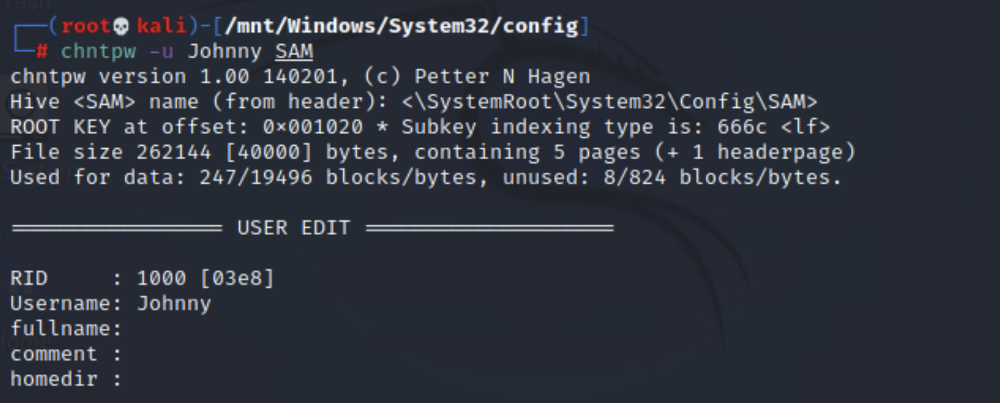 ┌──(root💀kali)-[/mnt/Windows/System32/config]
└─# chntpw -u Johnny SAM
chntpw version 1.00 140201, (c) Petter N Hagen
Hive <SAM> name (from header): <\SystemRoot\System32\Config\SAM>
ROOT KEY at offset: 0×001020 * Subkey indexing type is: 666c <lf>
File size 262144 [40000] bytes, containing 5 pages (+ 1 headerpage)
Used for data: 247/19496 blocks/bytes, unused: 8/824 blocks/bytes.
================= USER EDIT ====================
RID     : 1000 [03e8]
Username: Johnny
fullname:
comment :
homedir :